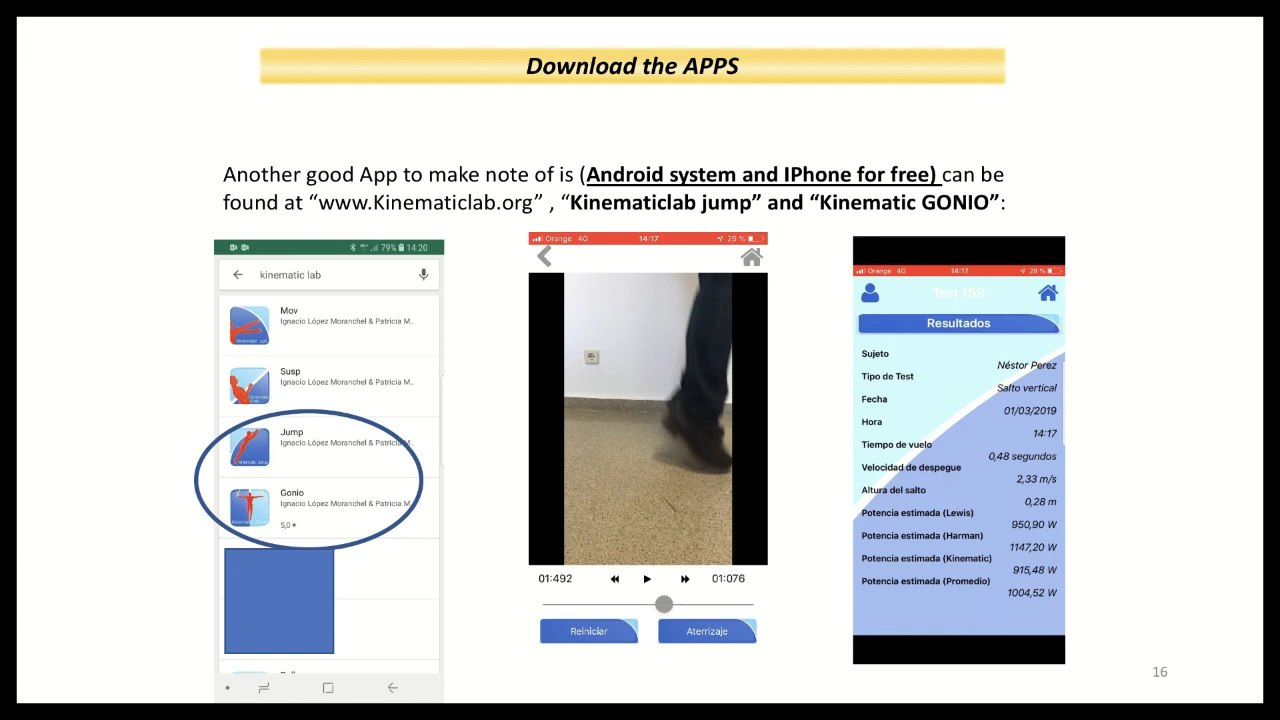 Download the APPS
Another good App to make note of is (Android system and IPhone for free) can be
found at “www.Kinematiclab.org” , “Kinematiclab jump” and “Kinematic GONIO”:
79% 14:20
kinematic lab
Mov
Ignacio López Moranchel & Patricia M..
Susp
Ignacio López Moranchel & Patricia M..
Jump
Ignacio López Moranchel & Patricia M..
Gonio
Ignacio López Moranchel & Patricia M
5,0 ★
Orange 4G 14:17 29 %
01:492 01:076
Reiniciar Aterrizaje
Orange 4G 14:17 28 %
Test 159
Resultados
Sujeto
Néstor Perez
Tipo de Test
Salto vertical
Fecha
01/03/2019
Hora
14:17
Tiempo de vuelo
0,48 segundos
Velocidad de despegue
2,33 m/s
Altura del salto
0,28 m
Potencia estimada (Lewis)
950,90 W
Potencia estimada (Harman)
1147,20 W
Potencia estimada (Kinematic)
915,48 W
Potencia estimada (Promedio)
1004,52 W
16